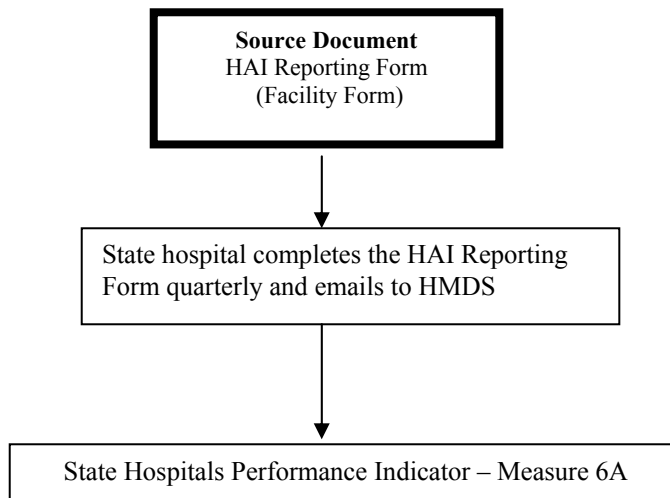 Source Document
HAI Reporting Form
(Facility Form)
State hospital completes the HAI Reporting
Form quarterly and emails to HMDS
State Hospitals Performance Indicator – Measure 6A